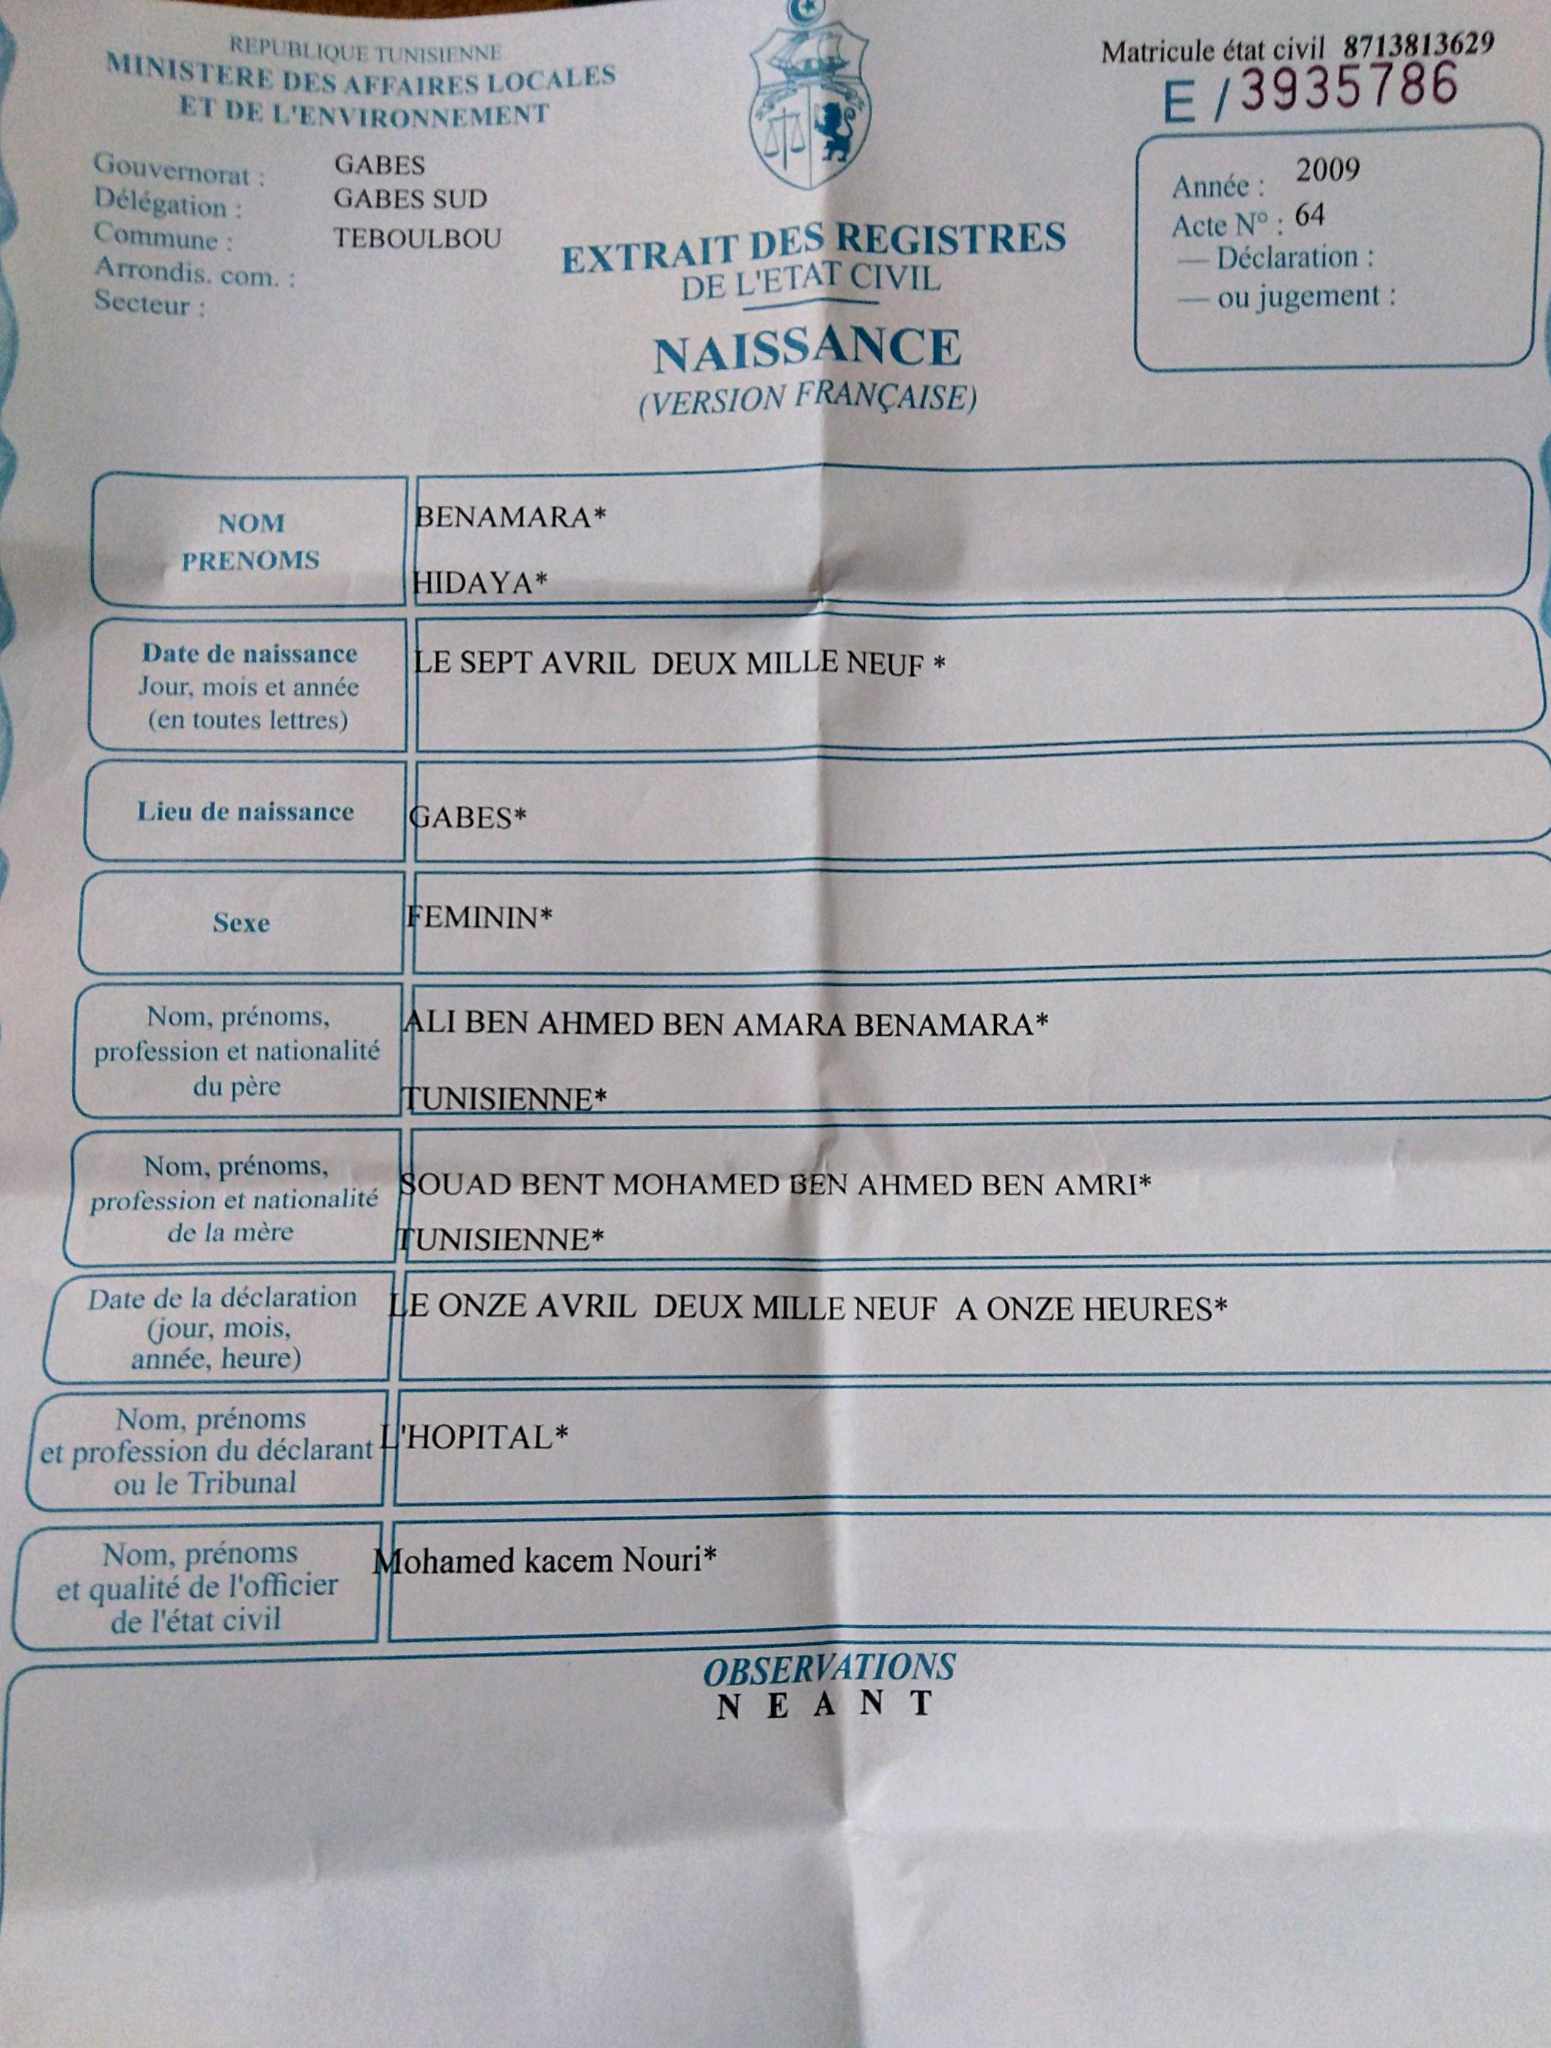 REPUBLIQUE TUNISIENNE
MINISTERE DES AFFAIRES LOCALES
ET DE L'ENVIRONNEMENT
Matricule état civil 8713813629
E / 3935786
Gouvernorat : GABES
Délégation : GABES SUD
Commune : TEBOULBOU
Arrondis. com. :
Secteur :
Année : 2009
Acte N° : 64
— Déclaration :
— ou jugement :
EXTRAIT DES REGISTRES
DE L'ETAT CIVIL
NAISSANCE
(VERSION FRANÇAISE)
NOM
PRENOMS
BENAMARA*
HIDAYA*
Date de naissance
Jour, mois et année
(en toutes lettres)
LE SEPT AVRIL DEUX MILLE NEUF *
Lieu de naissance
GABES*
Sexe
FEMININ*
Nom, prénoms,
profession et nationalité
du père
ALI BEN AHMED BEN AMARA BENAMARA*
TUNISIENNE*
Nom, prénoms,
profession et nationalité
de la mère
SOUAD BENT MOHAMED BEN AHMED BEN AMRI*
TUNISIENNE*
Date de la déclaration
(jour, mois,
année, heure)
LE ONZE AVRIL DEUX MILLE NEUF A ONZE HEURES*
Nom, prénoms
et profession du déclarant
ou le Tribunal
L'HOPITAL*
Nom, prénoms
et qualité de l'officier
de l'état civil
Mohamed kacem Nouri*
OBSERVATIONS
N E A N T